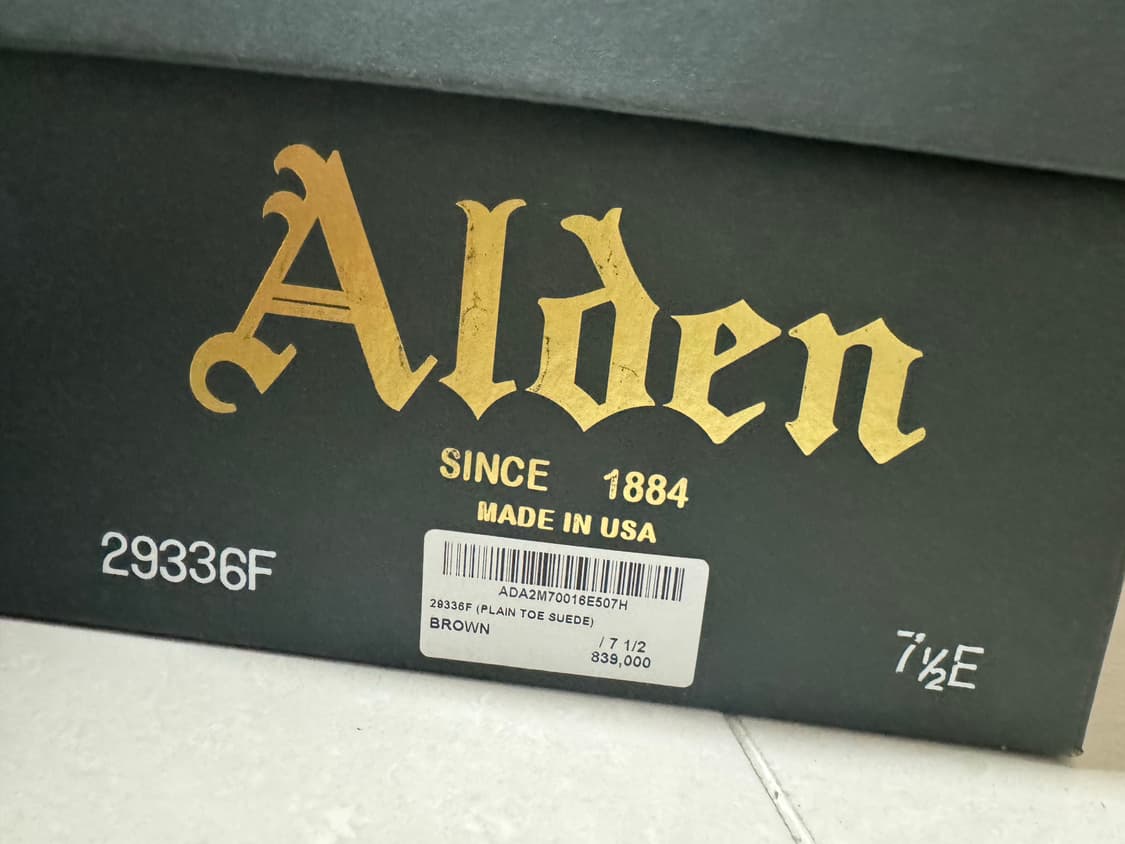 Alden
SINCE 1884
MADE IN USA
29336F
ADA2M70016E507H
29336F (PLAIN TOE SUEDE)
BROWN
/ 7 1/2
839,000
7½E